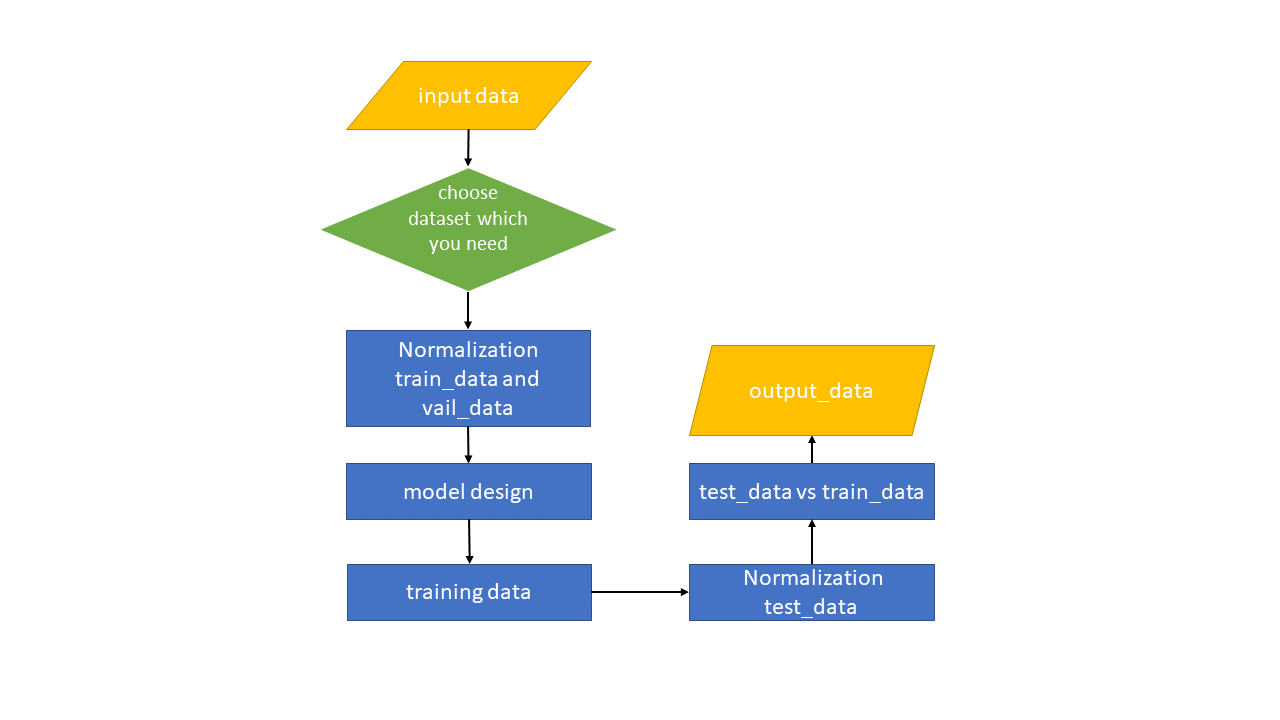 input data
choose
dataset which
you need
Normalization
train_data and
vail_data
model design
training data
Normalization
test_data
test_data vs train_data
output_data